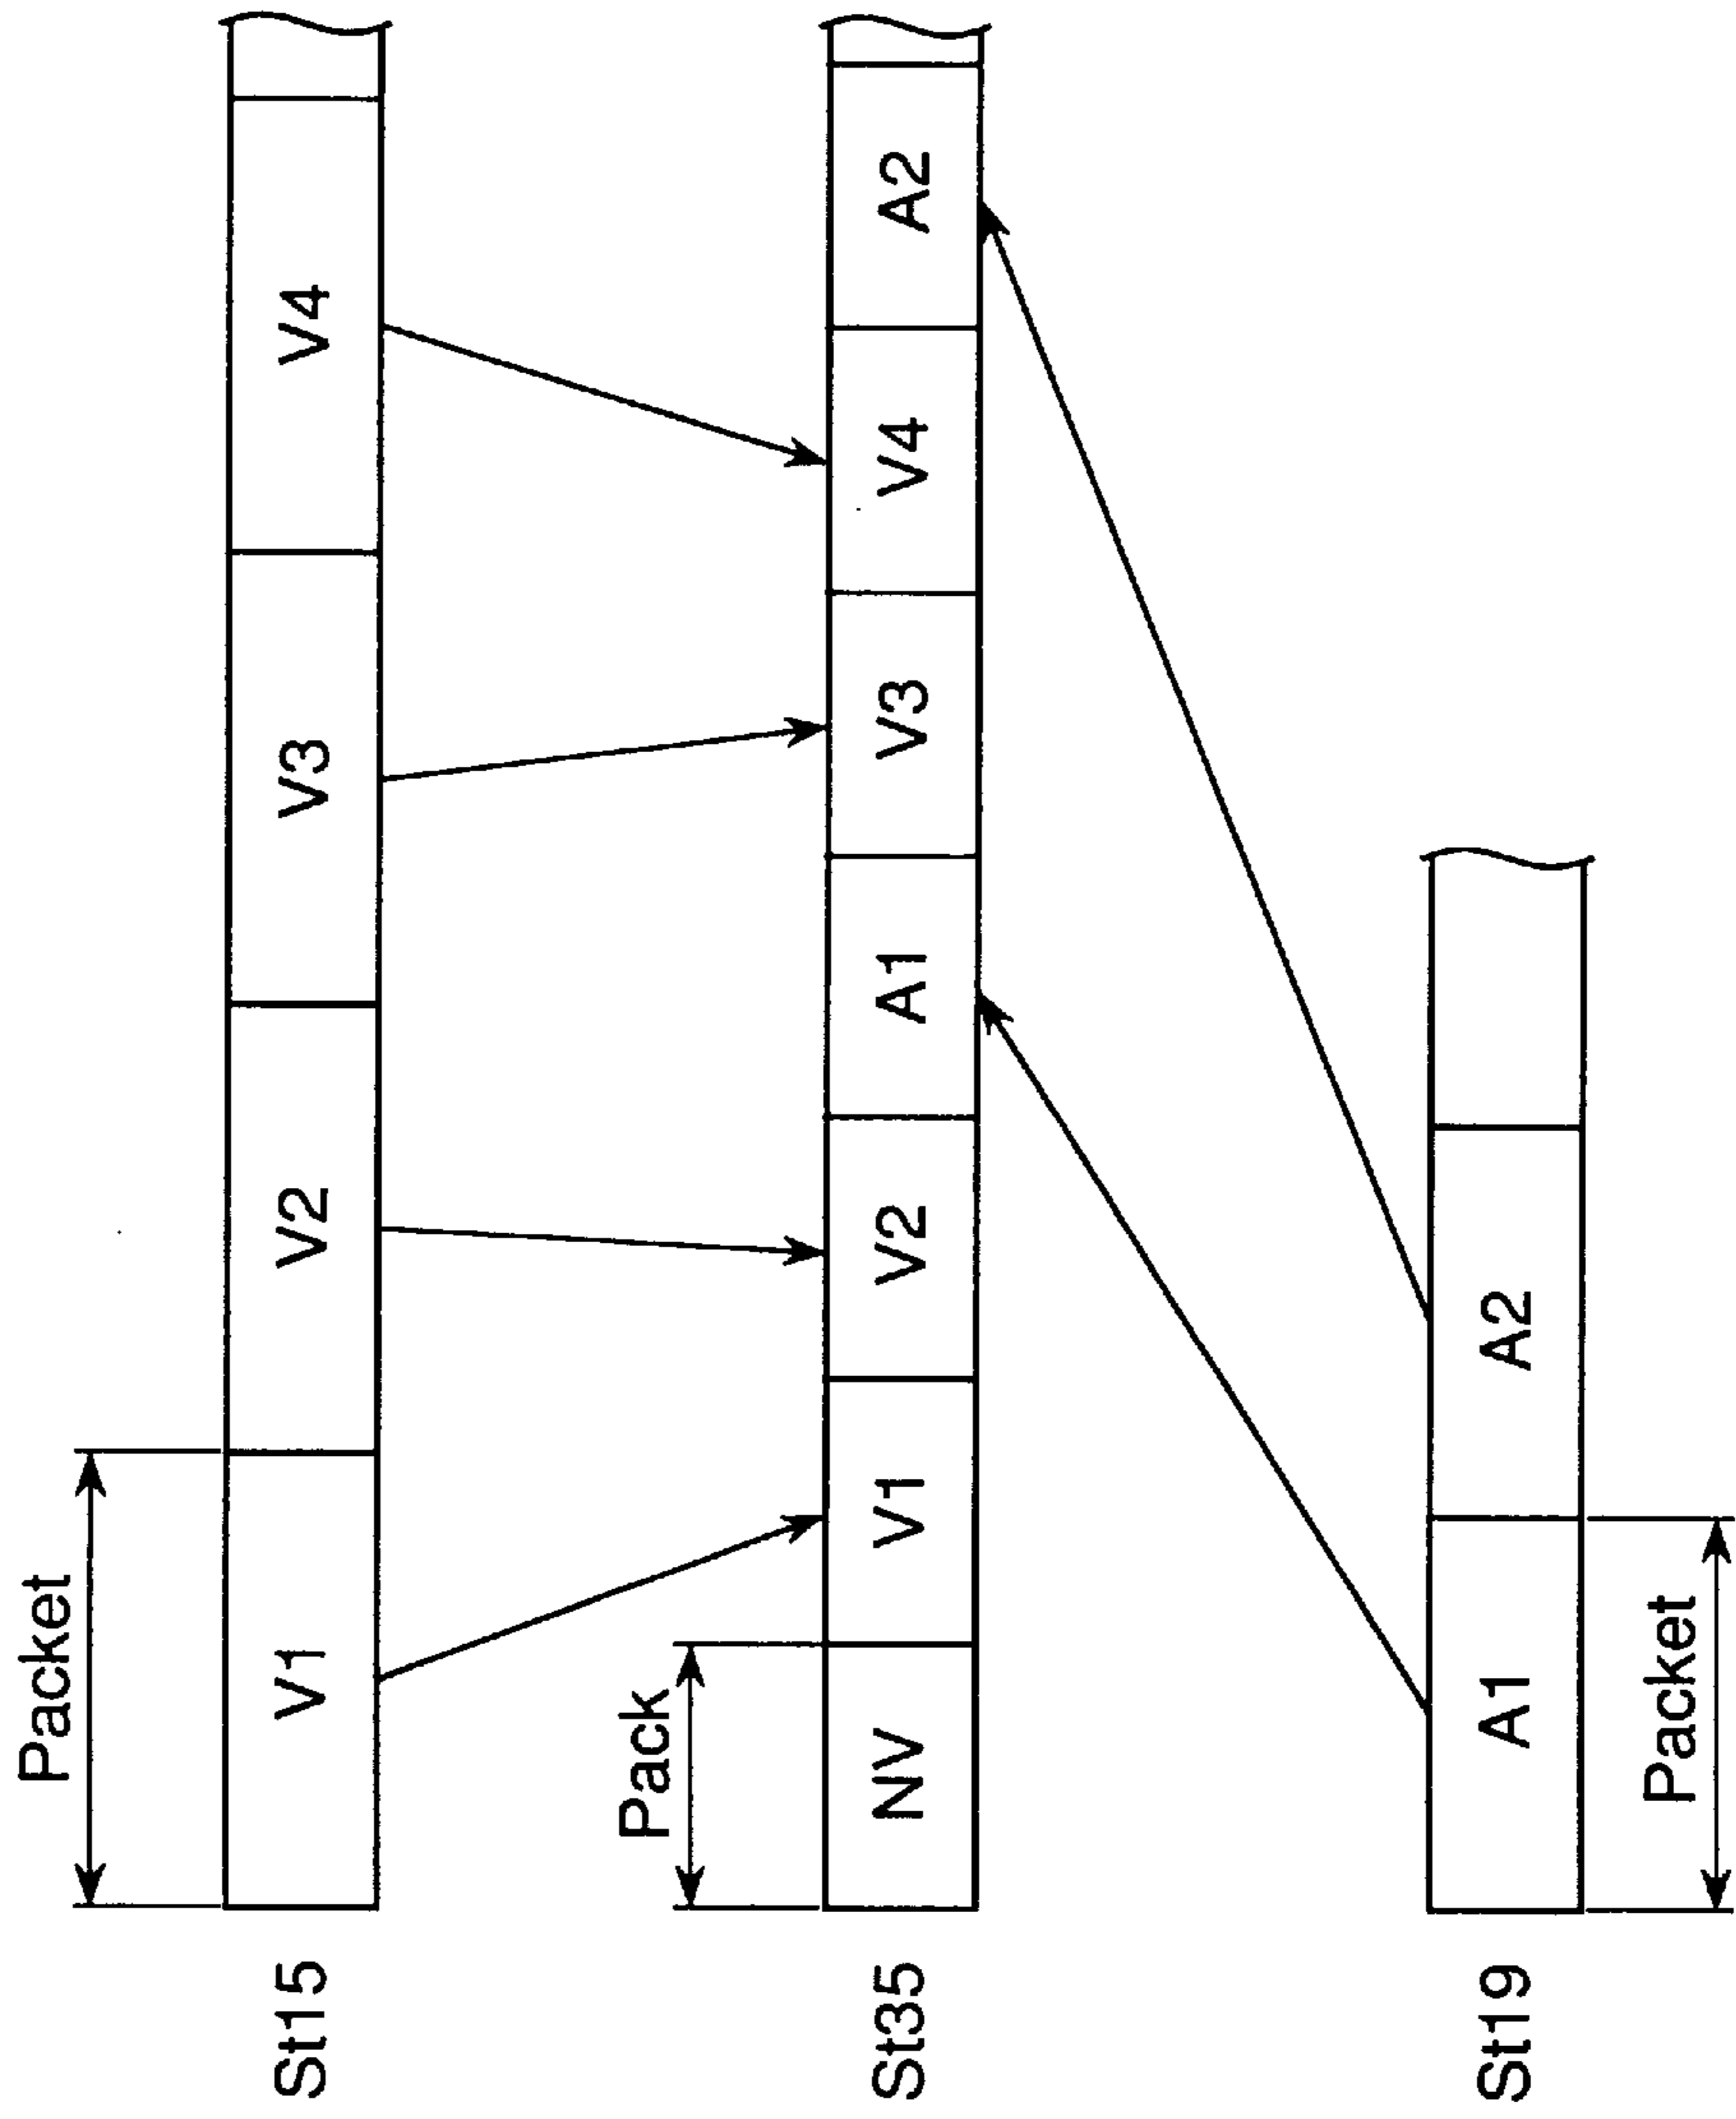 Packet
St15 V1 V2 V3 V4
Pack
St35 NV V1 V2 A1 V3 V4 A2
St19 A1 A2
Packet